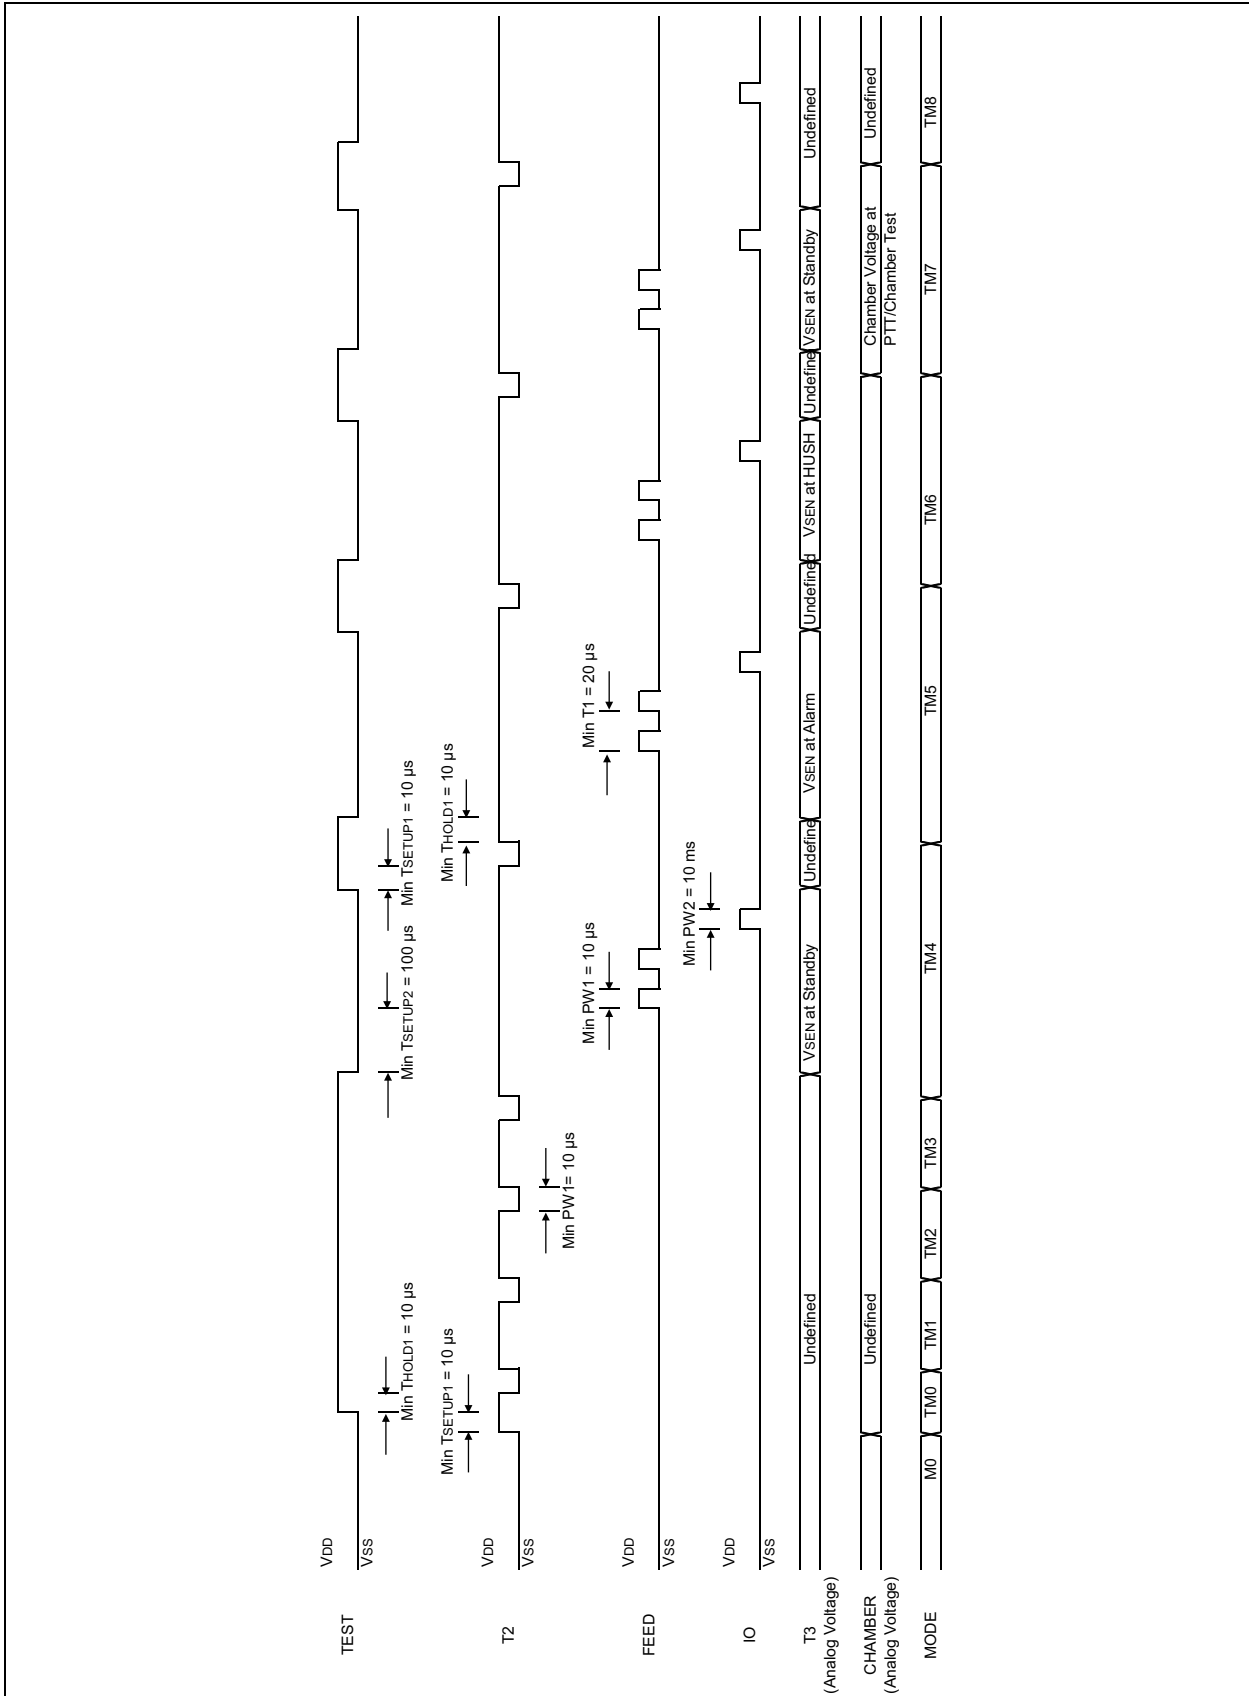 TEST
VDD
VSS
Min THOLD1 = 10 µs
Min TSETUP2 = 100 µs
Min TSETUP1 = 10 µs
T2
VDD
VSS
Min TSETUP1 = 10 µs
Min PW1= 10 µs
Min THOLD1 = 10 µs
FEED
VDD
VSS
Min PW1 = 10 µs
Min T1 = 20 µs
IO
VDD
VSS
Min PW2 = 10 ms
T3
(Analog Voltage)
Undefined
VSEN at Standby
Undefine
VSEN at Alarm
Undefined
VSEN at HUSH
Undefine
VSEN at Standby
Undefined
CHAMBER
(Analog Voltage)
Undefined
Chamber Voltage at
PTT/Chamber Test
Undefined
MODE
M0
TM0
TM1
TM2
TM3
TM4
TM5
TM6
TM7
TM8